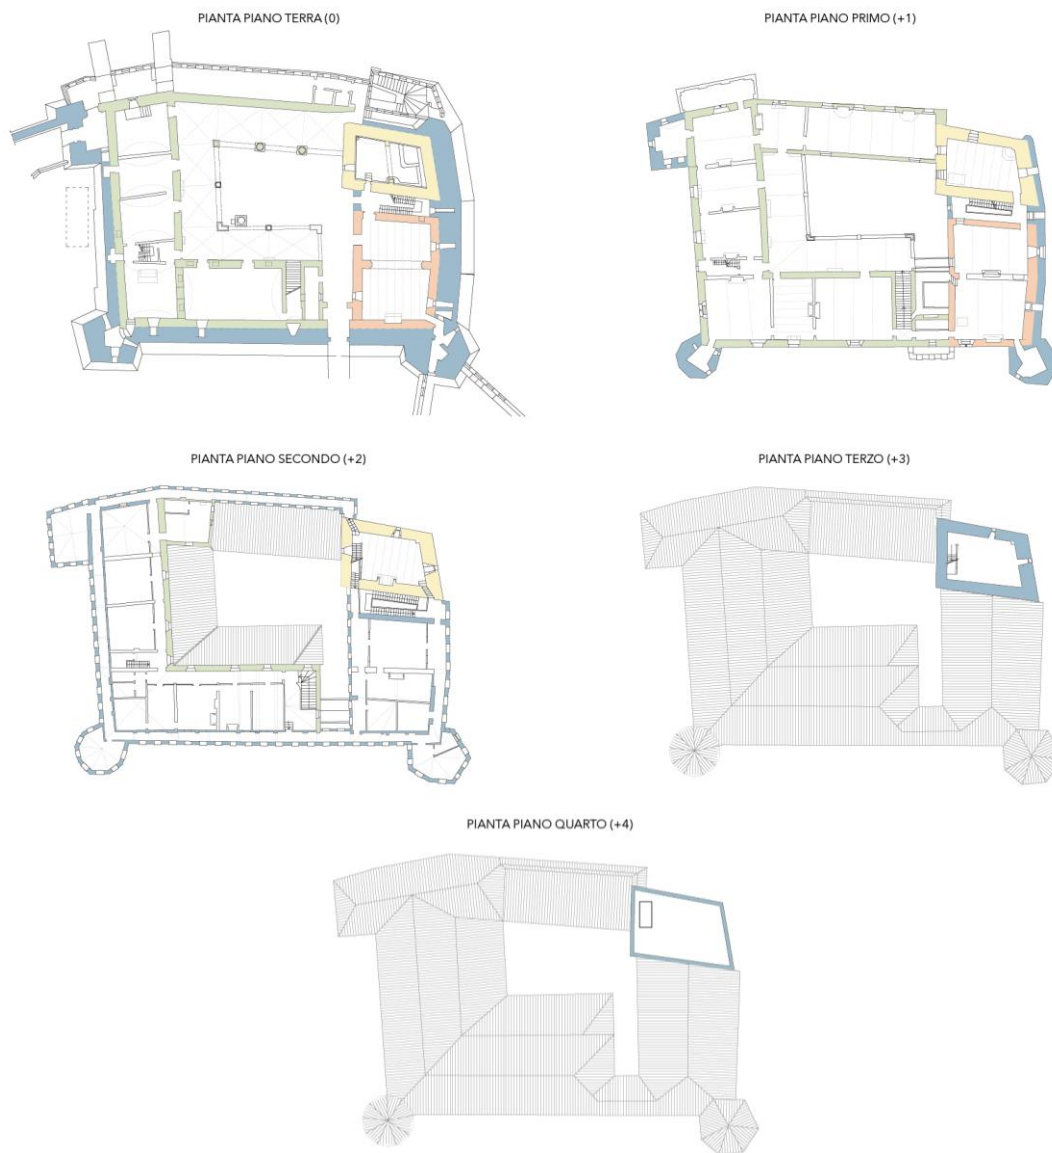 PIANTA PIANO TERRA (0)
PIANTA PIANO PRIMO (+1)
PIANTA PIANO SECONDO (+2)
PIANTA PIANO TERZO (+3)
PIANTA PIANO QUARTO (+4)